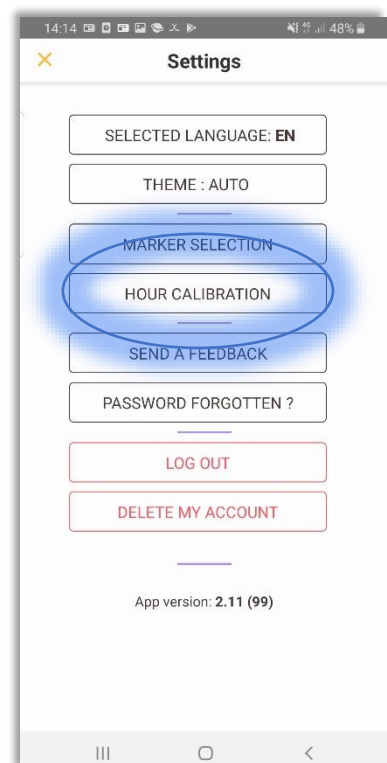 14:14 48%
Settings
SELECTED LANGUAGE: EN
THEME : AUTO
MARKER SELECTION
HOUR CALIBRATION
SEND A FEEDBACK
PASSWORD FORGOTTEN ?
LOG OUT
DELETE MY ACCOUNT
App version: 2.11 (99)